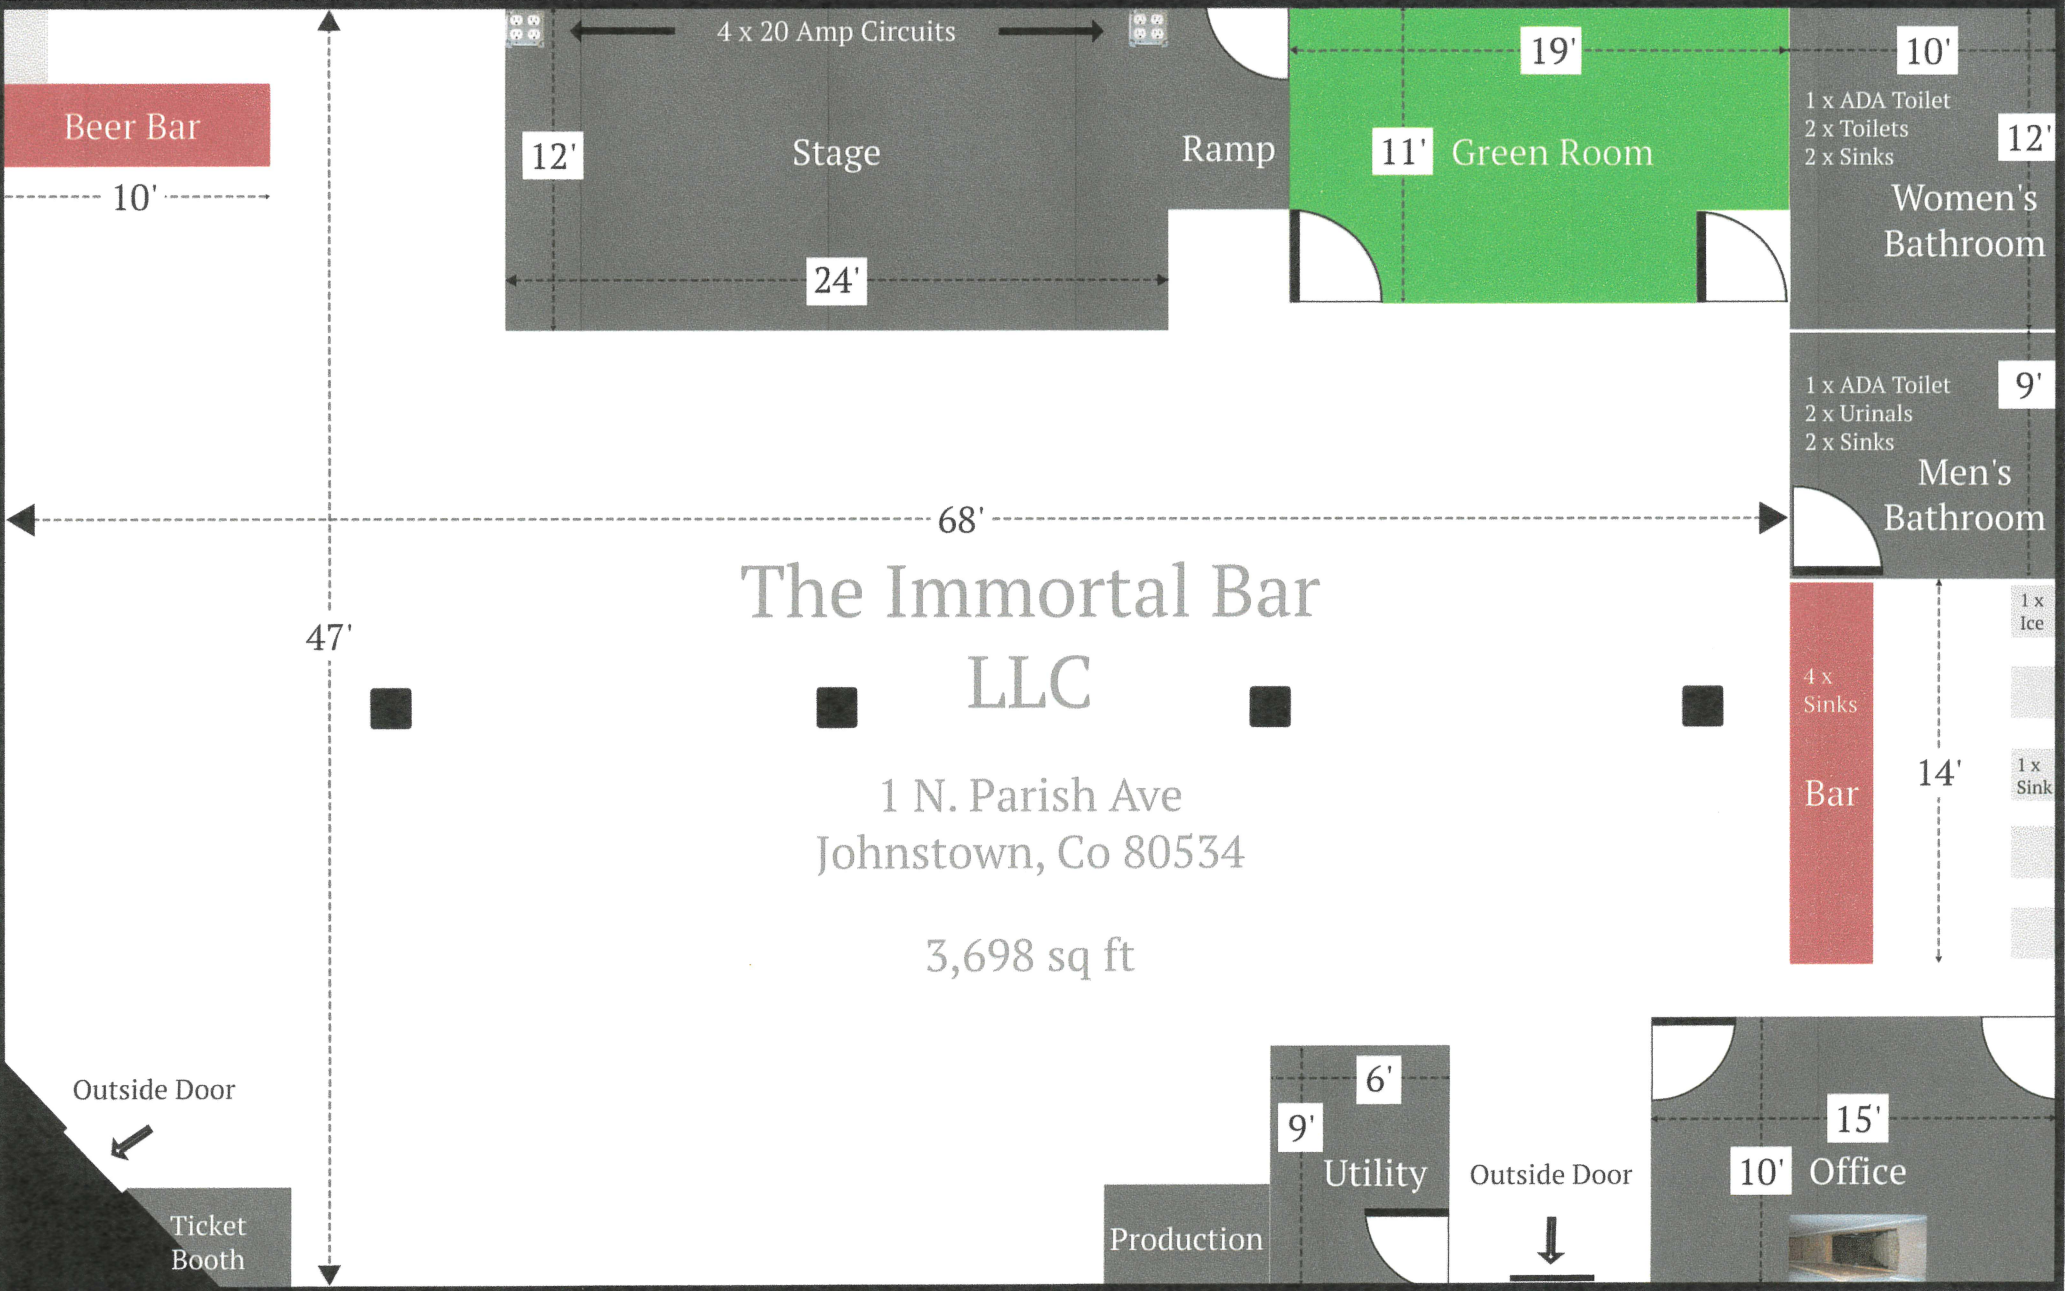 4 x 20 Amp Circuits
19'
10'
Beer Bar
10'
12'
Stage
24'
Ramp
11'
Green Room
1 x ADA Toilet
2 x Toilets
2 x Sinks
12'
Women's
Bathroom
1 x ADA Toilet
2 x Urinals
2 x Sinks
9'
Men's
Bathroom
68'
47'
The Immortal Bar
LLC
1 N. Parish Ave
Johnstown, Co 80534
3,698 sq ft
4 x
Sinks
Bar
14'
1 x
Ice
1 x
Sink
Outside Door
Ticket
Booth
Production
6'
9'
Utility
Outside Door
15'
10'
Office